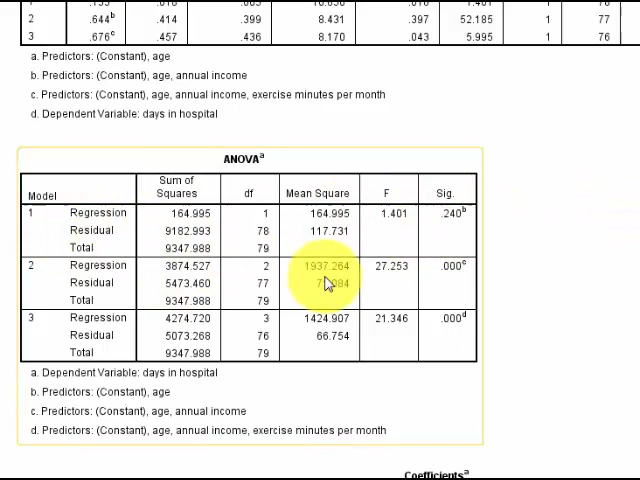 2 .644b .414 .399 8.431 .397 52.185 1 77
3 .676c .457 .436 8.170 .043 5.995 1 76
a. Predictors: (Constant), age
b. Predictors: (Constant), age, annual income
c. Predictors: (Constant), age, annual income, exercise minutes per month
d. Dependent Variable: days in hospital
ANOVAa
Model Sum of Squares df Mean Square F Sig.
1 Regression 164.995 1 164.995 1.401 .240b
Residual 9182.993 78 117.731
Total 9347.988 79
2 Regression 3874.527 2 1937.264 27.253 .000c
Residual 5473.460 77
Total 9347.988 79
3 Regression 4274.720 3 1424.907 21.346 .000d
Residual 5073.268 76 66.754
Total 9347.988 79
a. Dependent Variable: days in hospital
b. Predictors: (Constant), age
c. Predictors: (Constant), age, annual income
d. Predictors: (Constant), age, annual income, exercise minutes per month
Coefficientsa